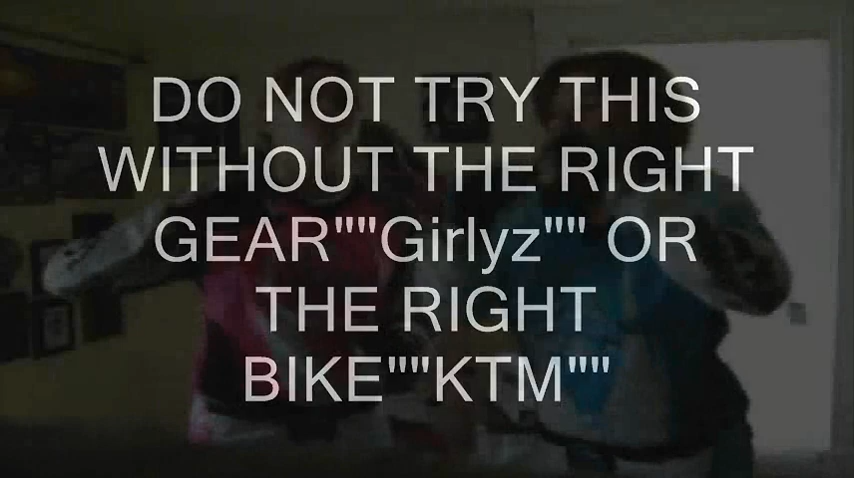 DO NOT TRY THIS
WITHOUT THE RIGHT
GEAR""Girlyz"" OR
THE RIGHT
BIKE""KTM""